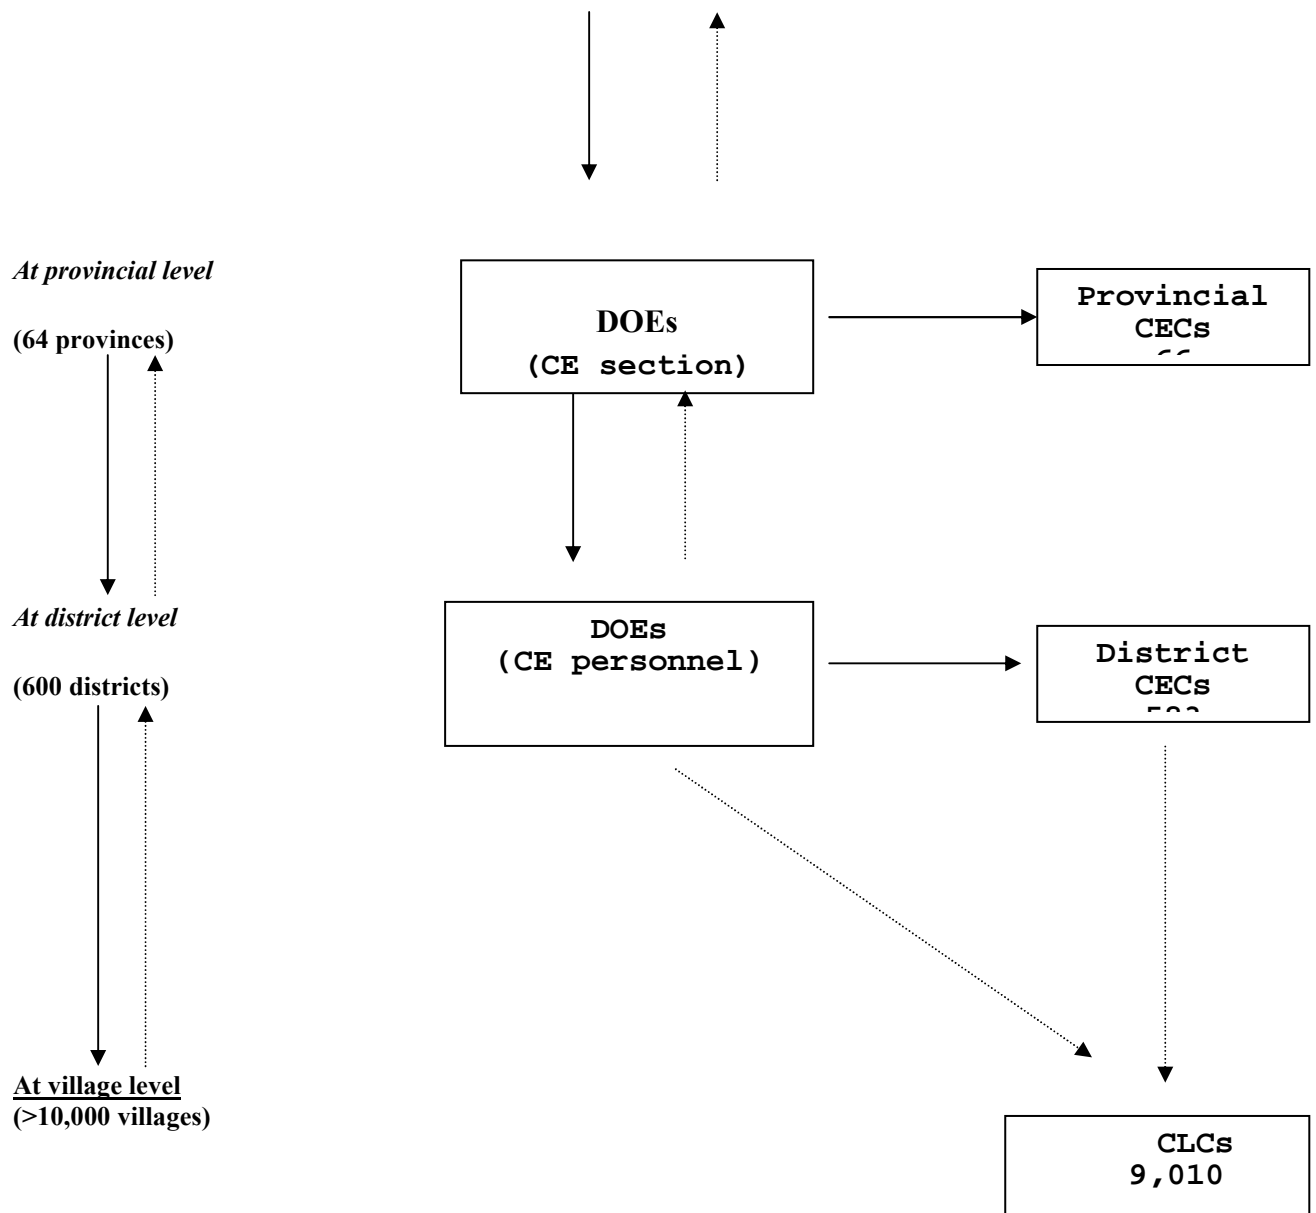 At provincial level
(64 provinces)
DOEs
(CE section)
Provincial
CECs
At district level
(600 districts)
DOEs
(CE personnel)
District
CECs
At village level
(>10,000 villages)
CLCs
9,010